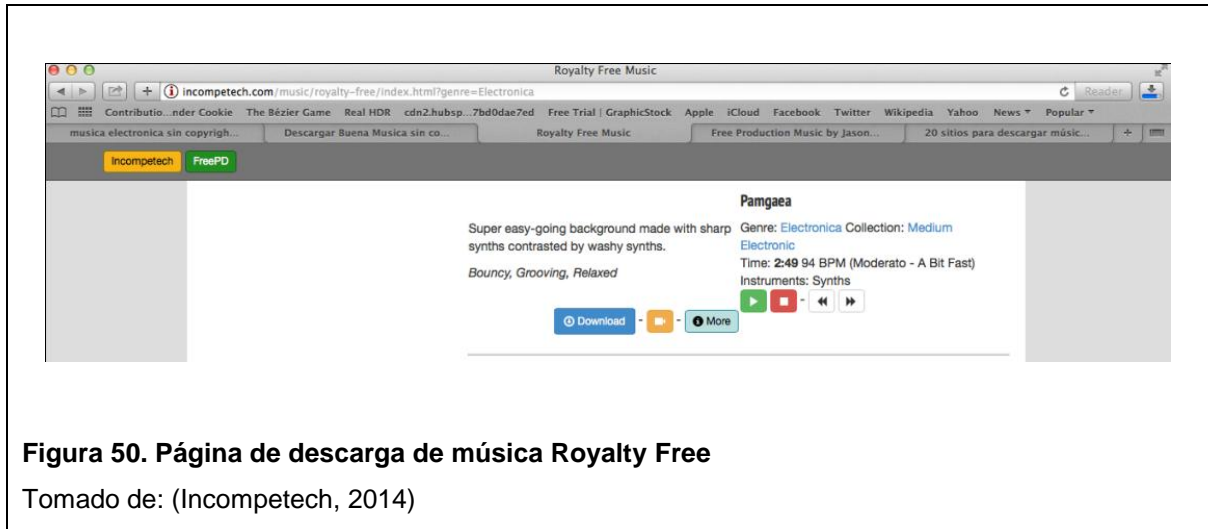 Royalty Free Music
incompetech.com/music/royalty-free/index.html?genre=Electronica
Reader
Contributio...nder Cookie The Bézier Game Real HDR cdn2.hubsp...7bd0dae7ed Free Trial | GraphicStock Apple iCloud Facebook Twitter Wikipedia Yahoo News Popular
musica electronica sin copyrigh... Descargar Buena Musica sin co... Royalty Free Music Free Production Music by Jason... 20 sitios para descargar músic...
Incompetech FreePD
Pamgaea
Super easy-going background made with sharp
synths contrasted by washy synths.
Bouncy, Grooving, Relaxed
Genre: Electronica Collection: Medium
Electronic
Time: 2:49 94 BPM (Moderato - A Bit Fast)
Instruments: Synths
Download - - More
Figura 50. Página de descarga de música Royalty Free
Tomado de: (Incompetech, 2014)